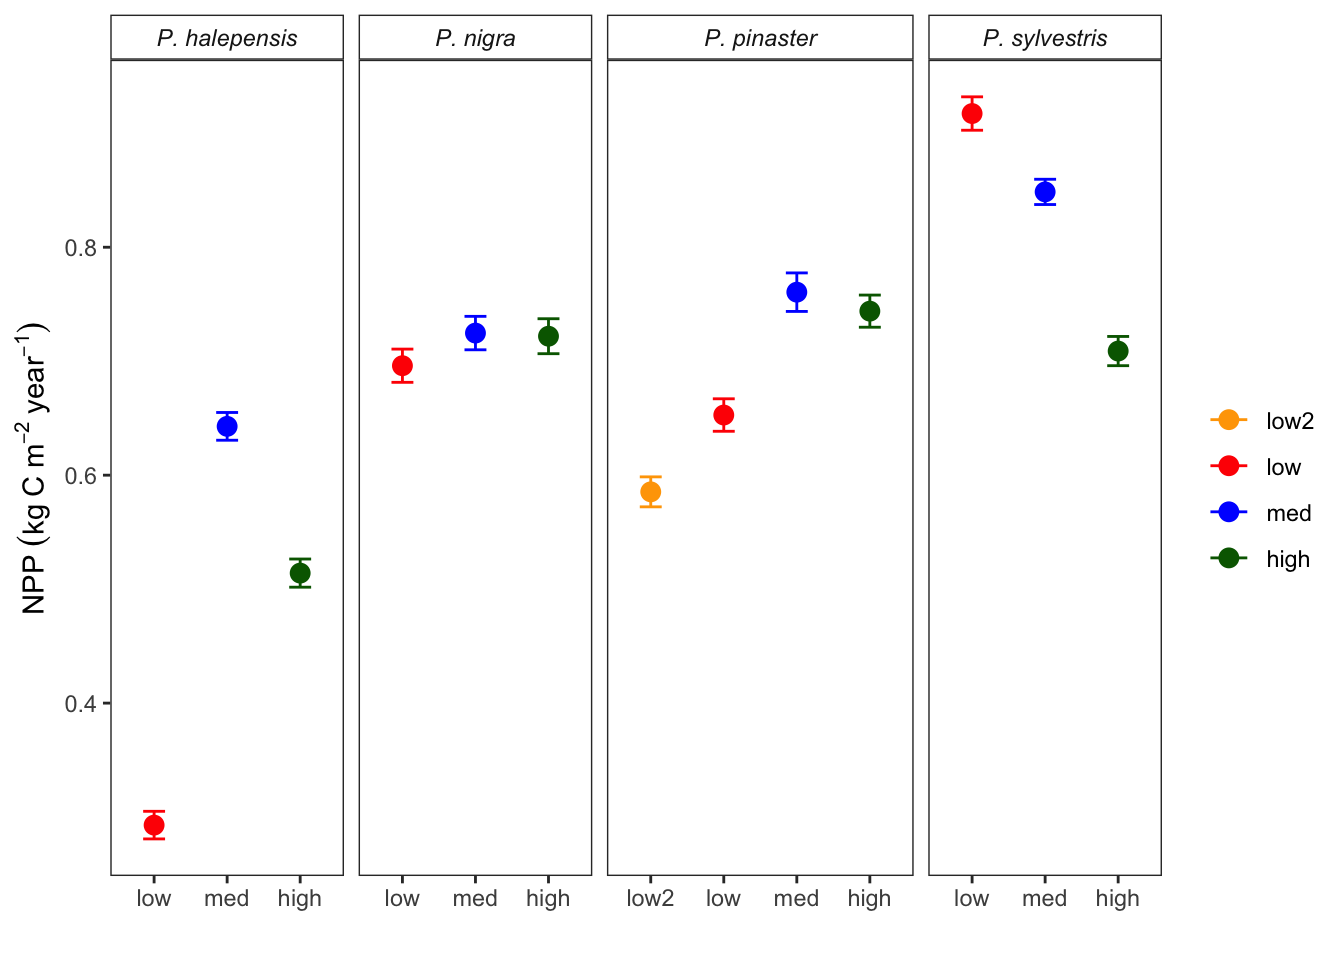 P. halepensis P. nigra P. pinaster P. sylvestris
NPP (kg C m⁻² year⁻¹)
0.8
0.6
0.4
low med high low med high low2 low med high low med high
low2
low
med
high